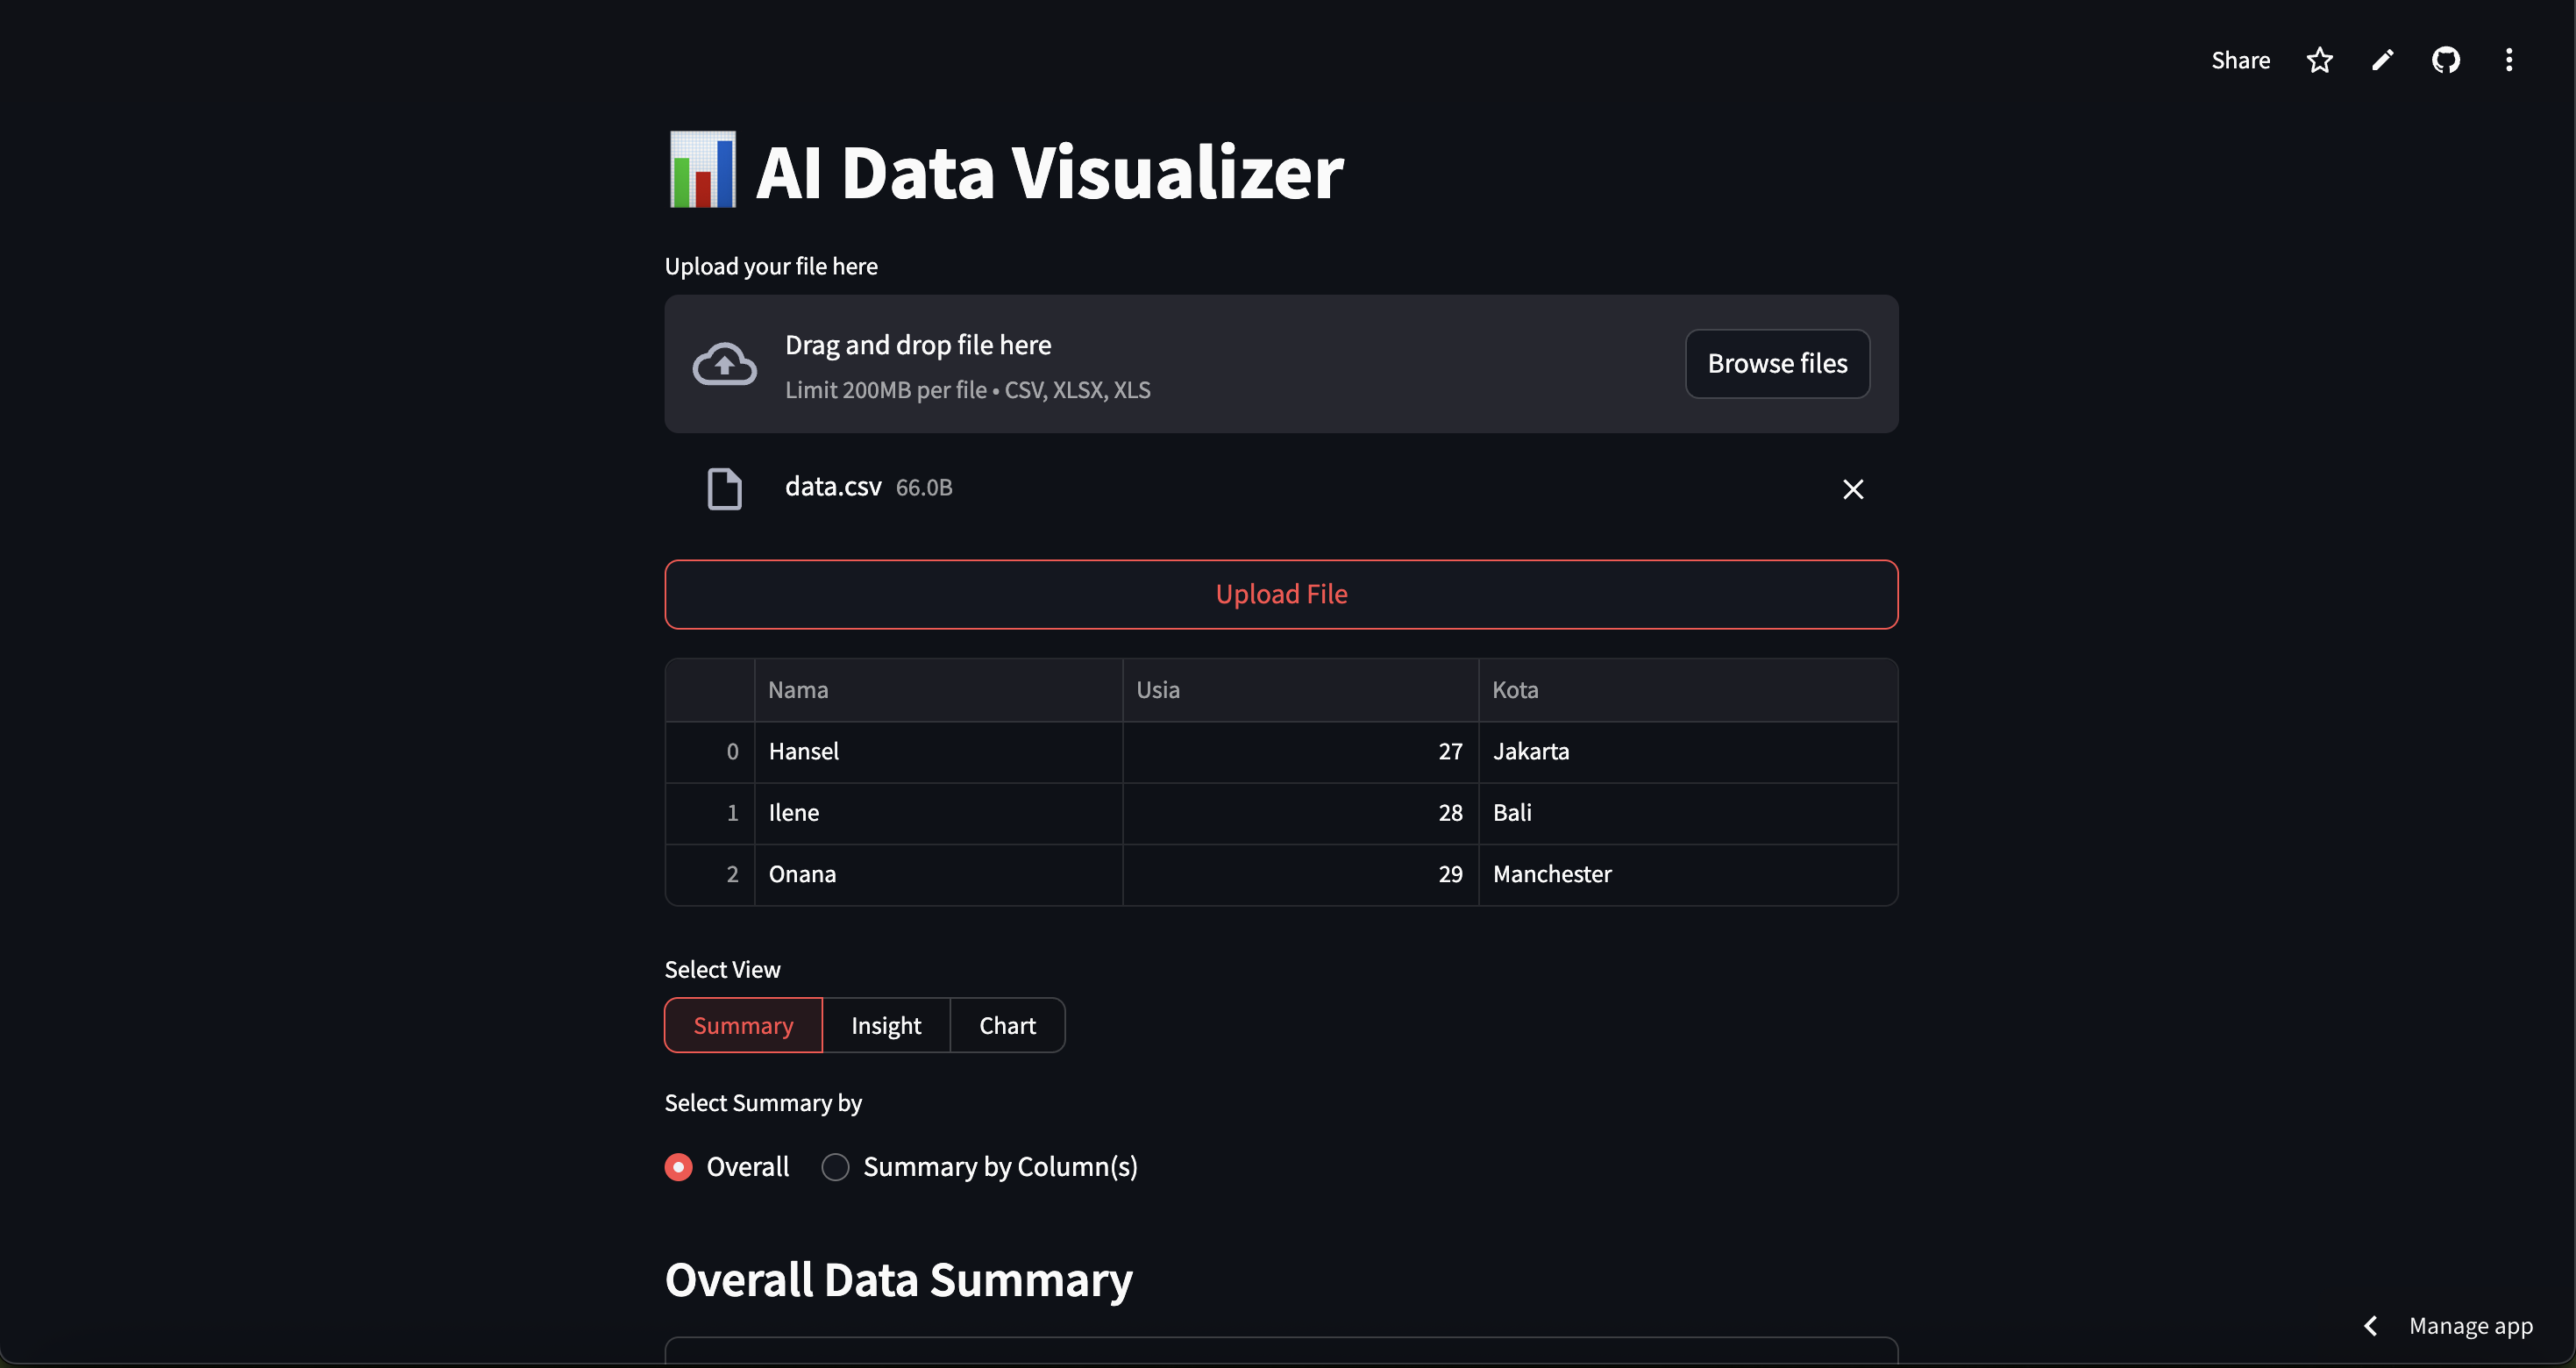 Share
AI Data Visualizer
Upload your file here
Drag and drop file here
Limit 200MB per file • CSV, XLSX, XLS
Browse files
data.csv 66.0B
Upload File
Nama Usia Kota
0 Hansel 27 Jakarta
1 Ilene 28 Bali
2 Onana 29 Manchester
Select View
Summary Insight Chart
Select Summary by
Overall Summary by Column(s)
Overall Data Summary
Manage app